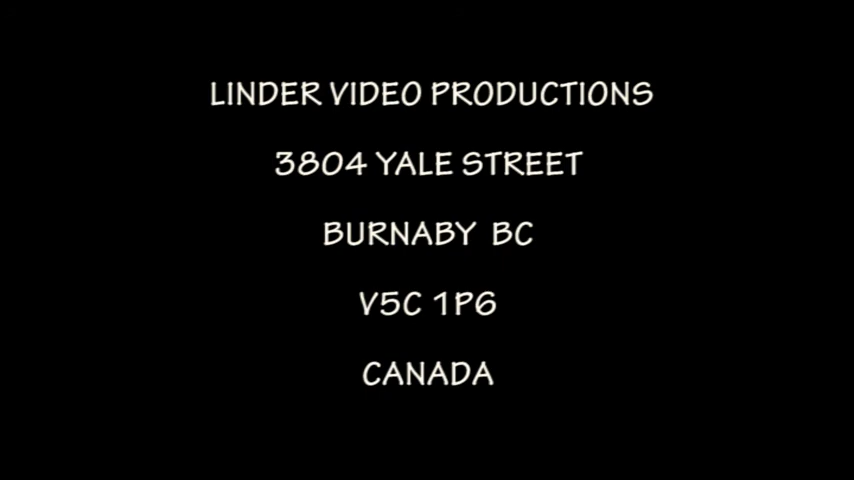 LINDER VIDEO PRODUCTIONS
3804 YALE STREET
BURNABY BC
V5C 1P6
CANADA